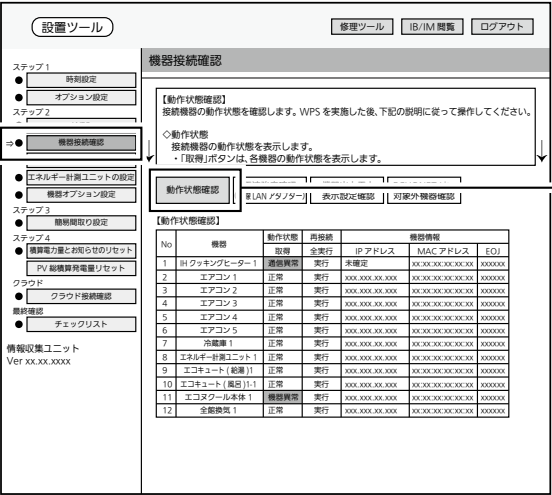 設置ツール
修理ツール
IB/IM 閲覧
ログアウト
機器接続確認
ステップ 1
● 時刻設定
● オプション設定
ステップ 2
⇒● 機器接続確認
● エネルギー計測ユニットの設定
● 機器オプション設定
ステップ 3
● 簡易間取り設定
ステップ 4
● 積算電力量とお知らせのリセット
PV 総積算発電量リセット
クラウド
● クラウド接続確認
最終確認
● チェックリスト
情報収集ユニット
Ver xx.xx.xxxx
【動作状態確認】
接続機器の動作状態を確認します。WPS を実施した後、下記の説明に従って操作してください。
◇動作状態
接続機器の動作状態を表示します。
・「取得」ボタンは、各機器の動作状態を表示します。
動作状態確認
LAN アダプター)
表示設定確認
対象外機器確認
【動作状態確認】
No 機器 動作状態 再接続 機器情報
取得 全実行 IP アドレス MAC アドレス EOJ
1 IH クッキングヒーター 1 通信異常 実行 未確定 xx:xx:xx:xx:xx:xx xxxxxx
2 エアコン 1 正常 実行 xxx.xxx.xx.xxx xx:xx:xx:xx:xx:xx xxxxxx
3 エアコン 2 正常 実行 xxx.xxx.xx.xxx xx:xx:xx:xx:xx:xx xxxxxx
4 エアコン 3 正常 実行 xxx.xxx.xx.xxx xx:xx:xx:xx:xx:xx xxxxxx
5 エアコン 4 正常 実行 xxx.xxx.xx.xxx xx:xx:xx:xx:xx:xx xxxxxx
6 エアコン 5 正常 実行 xxx.xxx.xx.xxx xx:xx:xx:xx:xx:xx xxxxxx
7 冷蔵庫 1 正常 実行 xxx.xxx.xx.xxx xx:xx:xx:xx:xx:xx xxxxxx
8 エネルギー計測ユニット 1 正常 実行 xxx.xxx.xx.xxx xx:xx:xx:xx:xx:xx xxxxxx
9 エコキュート ( 給湯 )1 正常 実行 xxx.xxx.xx.xxx xx:xx:xx:xx:xx:xx xxxxxx
10 エコキュート ( 風呂 )1-1 正常 実行 xxx.xxx.xx.xxx xx:xx:xx:xx:xx:xx xxxxxx
11 エコヌクール本体 1 機器異常 実行 xxx.xxx.xx.xxx xx:xx:xx:xx:xx:xx xxxxxx
12 全館換気 1 正常 実行 xxx.xxx.xx.xxx xx:xx:xx:xx:xx:xx xxxxxx